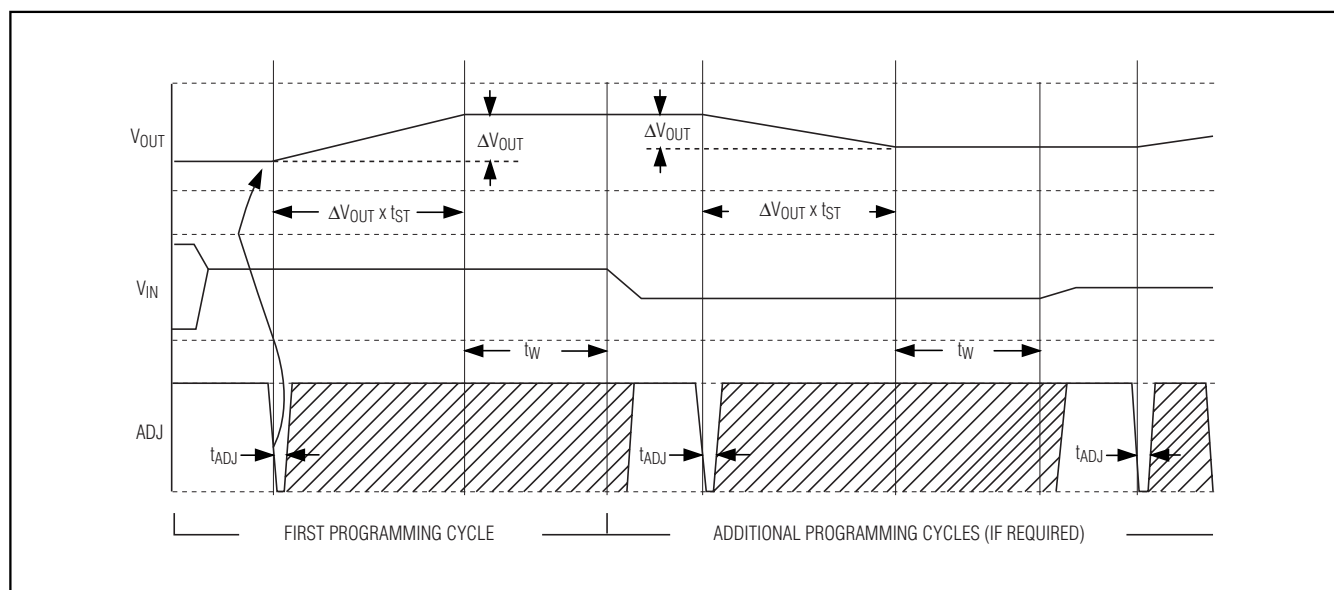 VOUT
ΔVOUT
ΔVOUT
ΔVOUT x tST
ΔVOUT x tST
VIN
tW
tW
ADJ
tADJ
tADJ
tADJ
FIRST PROGRAMMING CYCLE
ADDITIONAL PROGRAMMING CYCLES (IF REQUIRED)